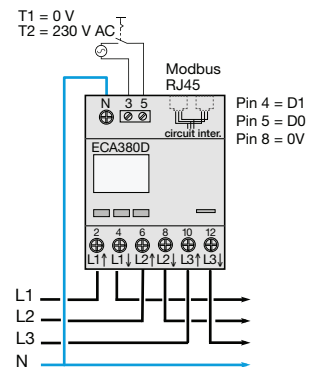 T1 = 0 V
T2 = 230 V AC
Modbus
RJ45
N 3 5
Pin 4 = D1
Pin 5 = D0
Pin 8 = 0V
circuit inter.
ECA380D
2 4 6 8 10 12
L1↑ L1↓ L2↑ L2↓ L3↑ L3↓
L1
L2
L3
N